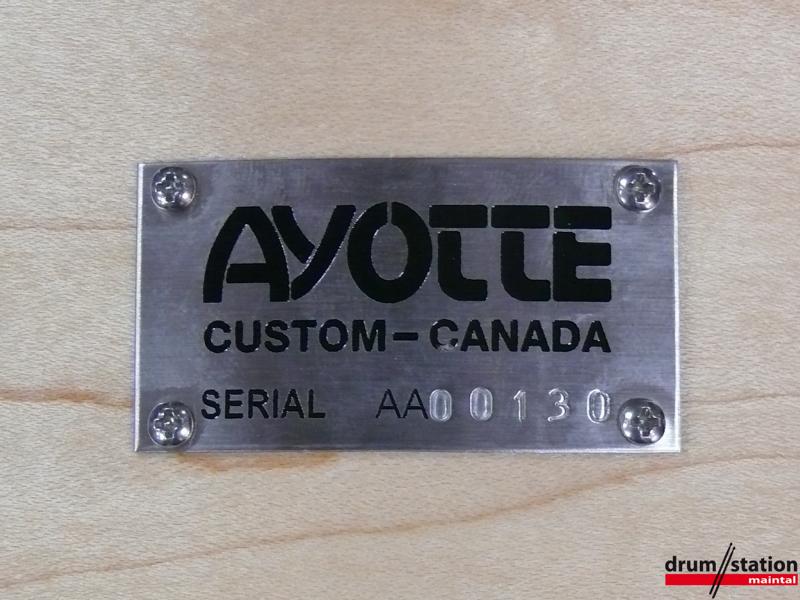 AYOTTE
CUSTOM – CANADA
SERIAL AA00130
drum//station
maintal